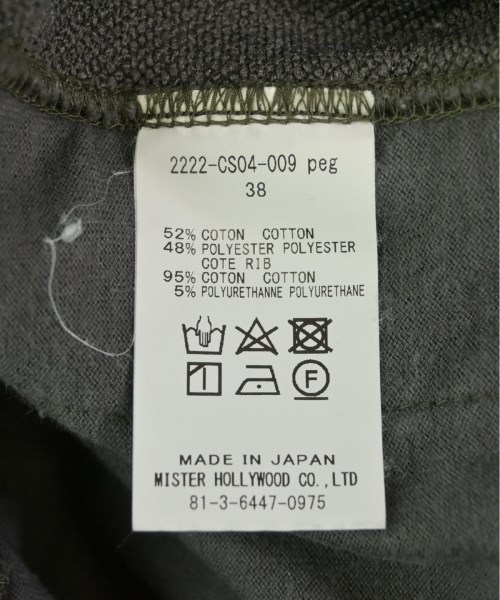 2222-CS04-009 peg
38
52% COTON COTTON
48% POLYESTER POLYESTER
COTE RIB
95% COTON COTTON
5% POLYURETHANNE POLYURETHANE
F
MADE IN JAPAN
MISTER HOLLYWOOD CO.,LTD
81-3-6447-0975